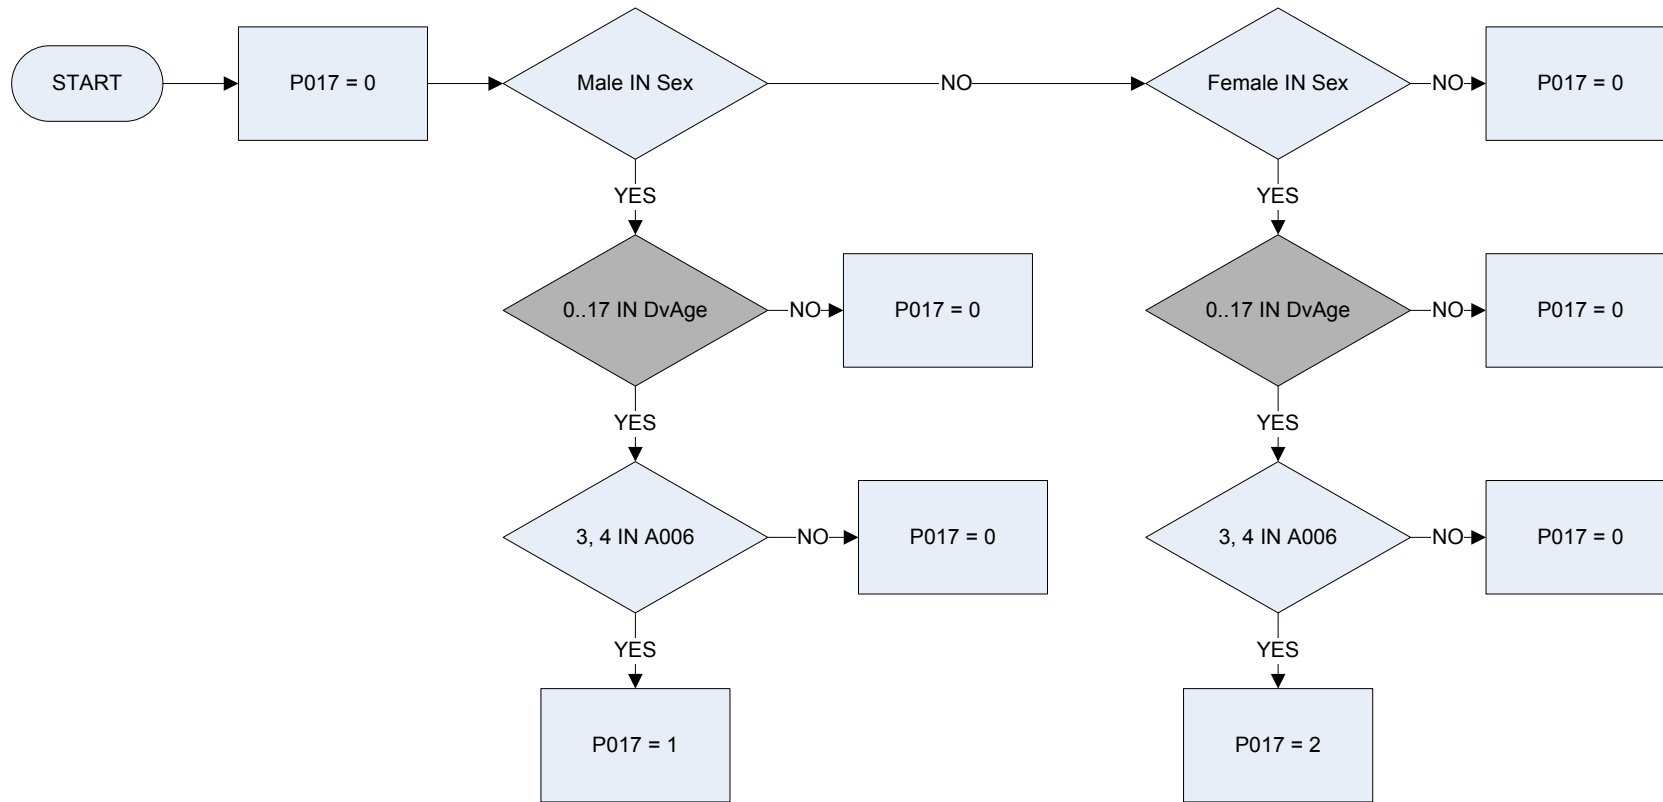 START
P017 = 0
Male IN Sex
NO
Female IN Sex
NO
P017 = 0
YES
YES
0..17 IN DvAge
NO
P017 = 0
0..17 IN DvAge
NO
P017 = 0
YES
YES
3, 4 IN A006
NO
P017 = 0
3, 4 IN A006
NO
P017 = 0
YES
YES
P017 = 1
P017 = 2